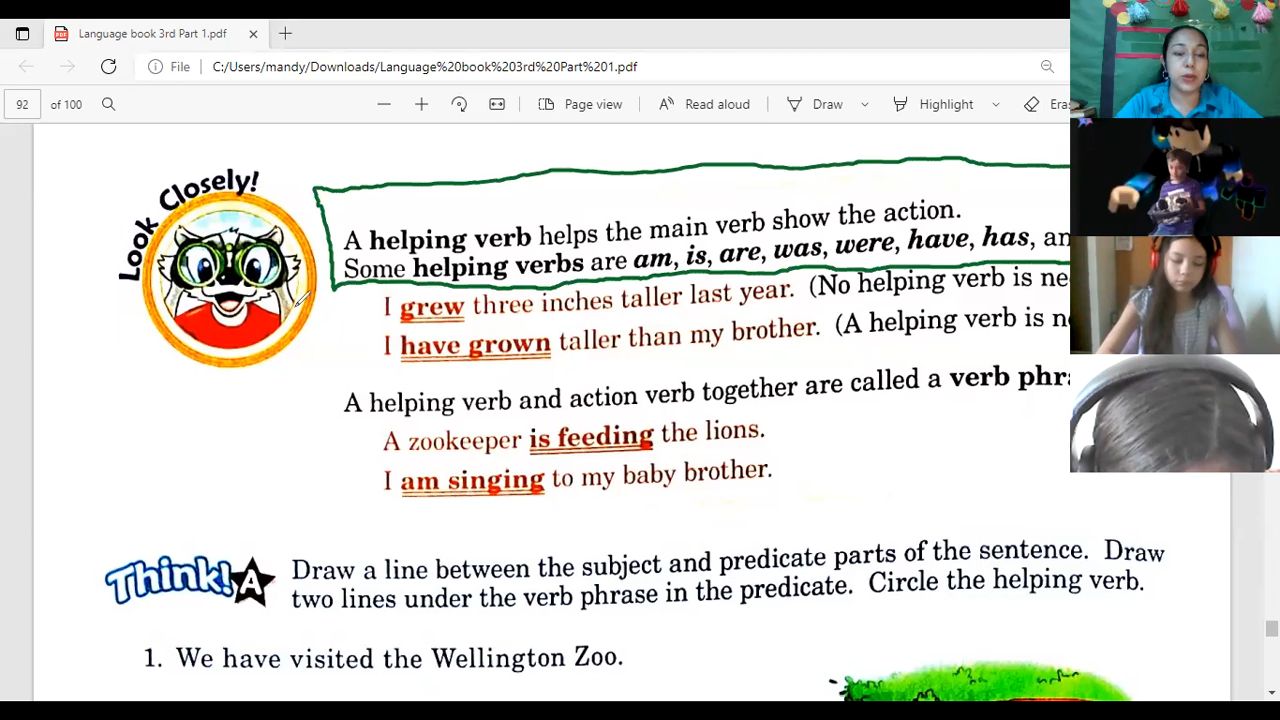 Language book 3rd Part 1.pdf
File C:/Users/mandy/Downloads/Language%20book%203rd%20Part%201.pdf
92 of 100 Page view Read aloud Draw Highlight
Look Closely!
A helping verb helps the main verb show the action.
Some helping verbs are am, is, are, was, were, have, has,
I grew three inches taller last year. (No helping verb is
I have grown taller than my brother. (A helping verb is
A helping verb and action verb together are called a verb
A zookeeper is feeding the lions.
I am singing to my baby brother.
Think! A Draw a line between the subject and predicate parts of the sentence. Draw
two lines under the verb phrase in the predicate. Circle the helping verb.
1. We have visited the Wellington Zoo.